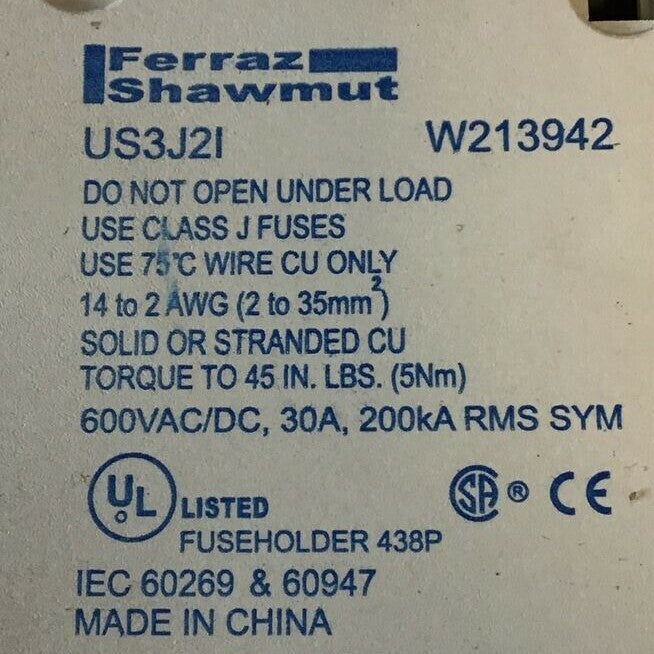 Ferraz
Shawmut
US3J2I W213942
DO NOT OPEN UNDER LOAD
USE CLASS J FUSES
USE 75°C WIRE CU ONLY
14 to 2 AWG (2 to 35mm²)
SOLID OR STRANDED CU
TORQUE TO 45 IN. LBS. (5Nm)
600VAC/DC, 30A, 200kA RMS SYM
UL LISTED SA ® CE
FUSEHOLDER 438P
IEC 60269 & 60947
MADE IN CHINA